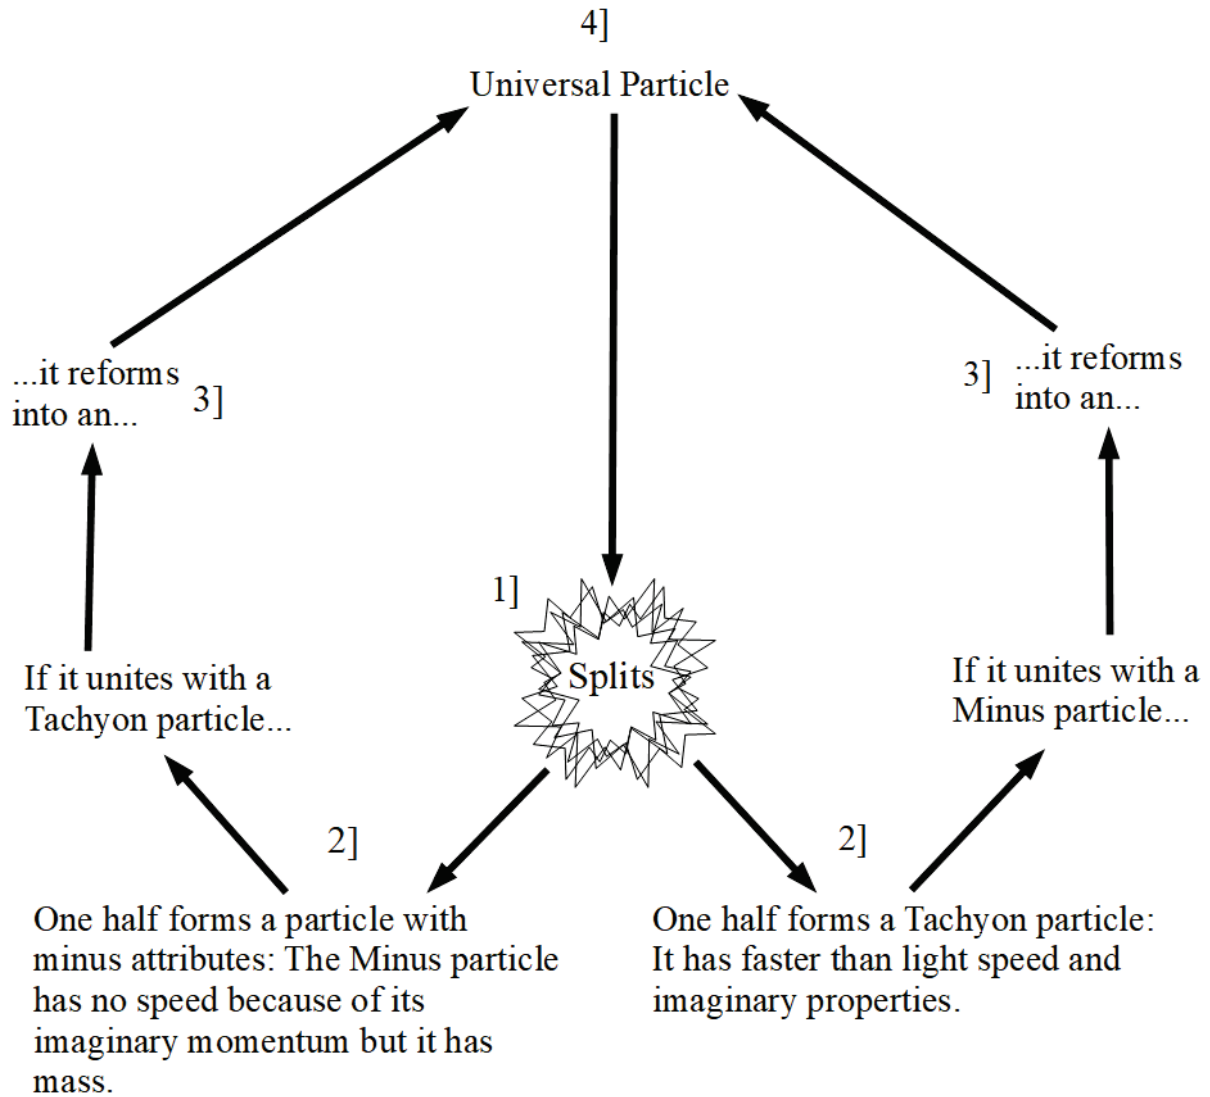 4]
Universal Particle
...it reforms
into an...
3]
3]
...it reforms
into an...
1]
Splits
If it unites with a
Tachyon particle...
If it unites with a
Minus particle...
2]
2]
One half forms a particle with
minus attributes: The Minus particle
has no speed because of its
imaginary momentum but it has
mass.
One half forms a Tachyon particle:
It has faster than light speed and
imaginary properties.